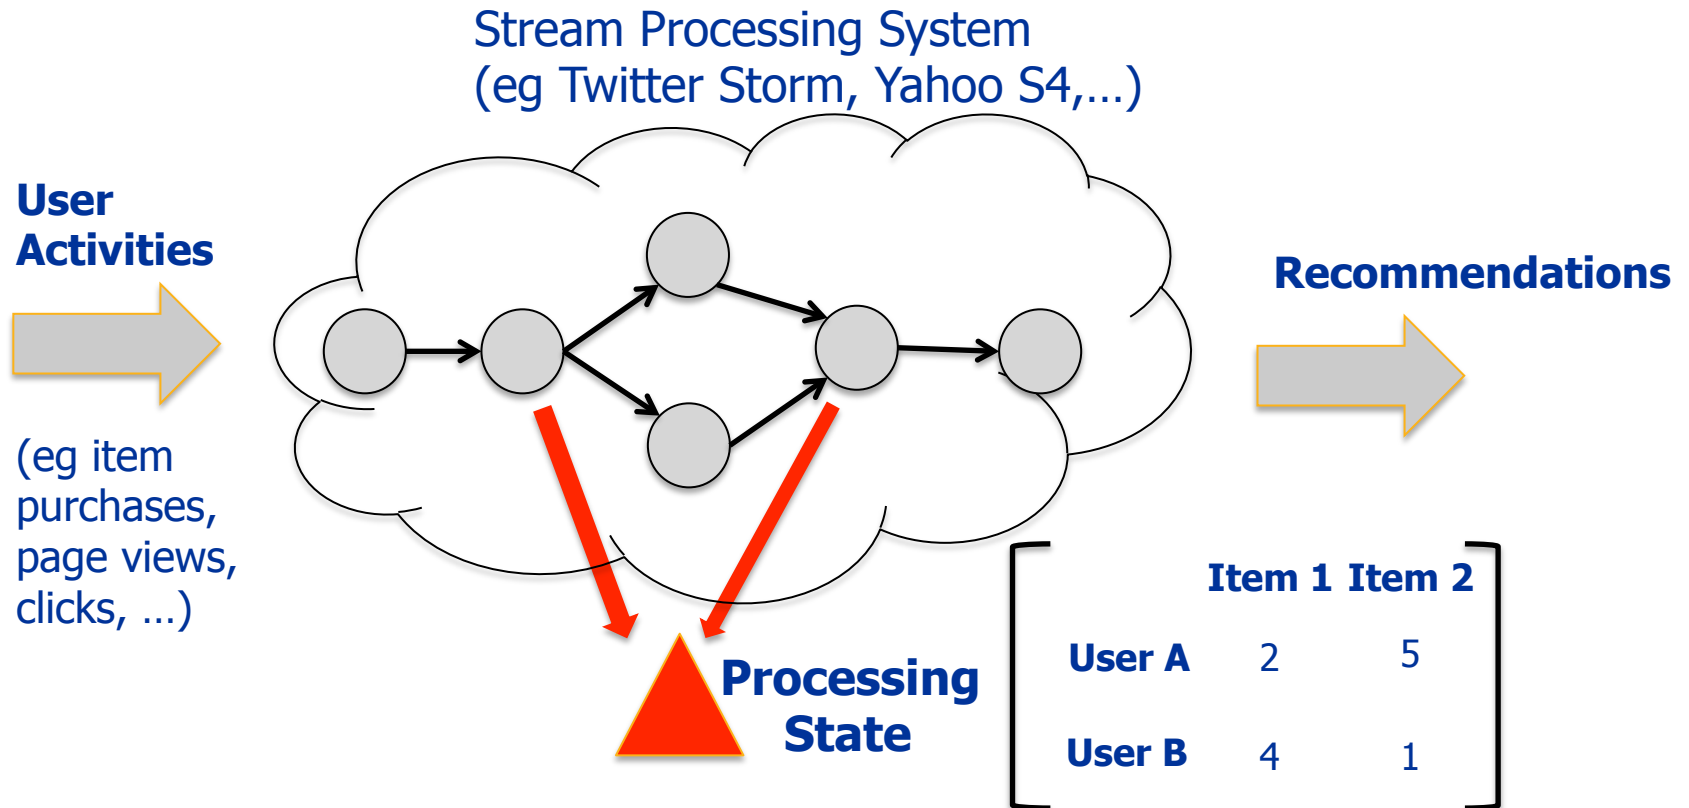 Stream Processing System
(eg Twitter Storm, Yahoo S4,...)
User
Activities
(eg item
purchases,
page views,
clicks, ...)
Recommendations
Processing
State
Item 1 Item 2
User A 2 5
User B 4 1